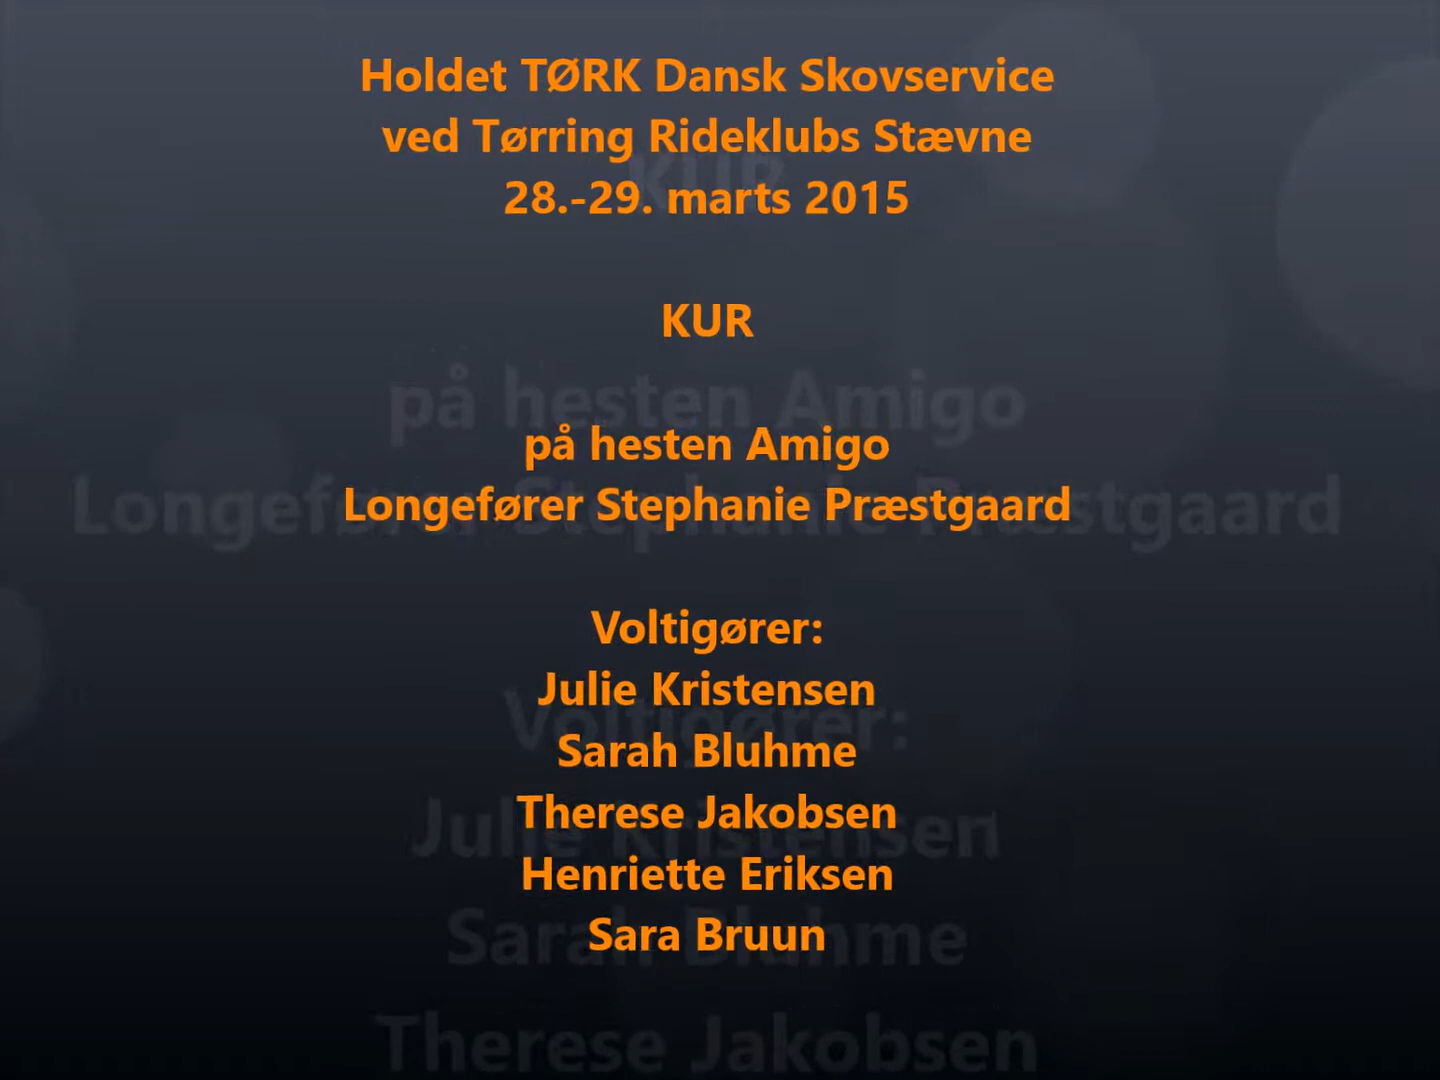 Holdet TØRK Dansk Skovservice
ved Tørring Rideklubs Stævne
28.-29. marts 2015
KUR
på hesten Amigo
Longefører Stephanie Præstgaard
Voltigører:
Julie Kristensen
Sarah Bluhme
Therese Jakobsen
Henriette Eriksen
Sara Bruun